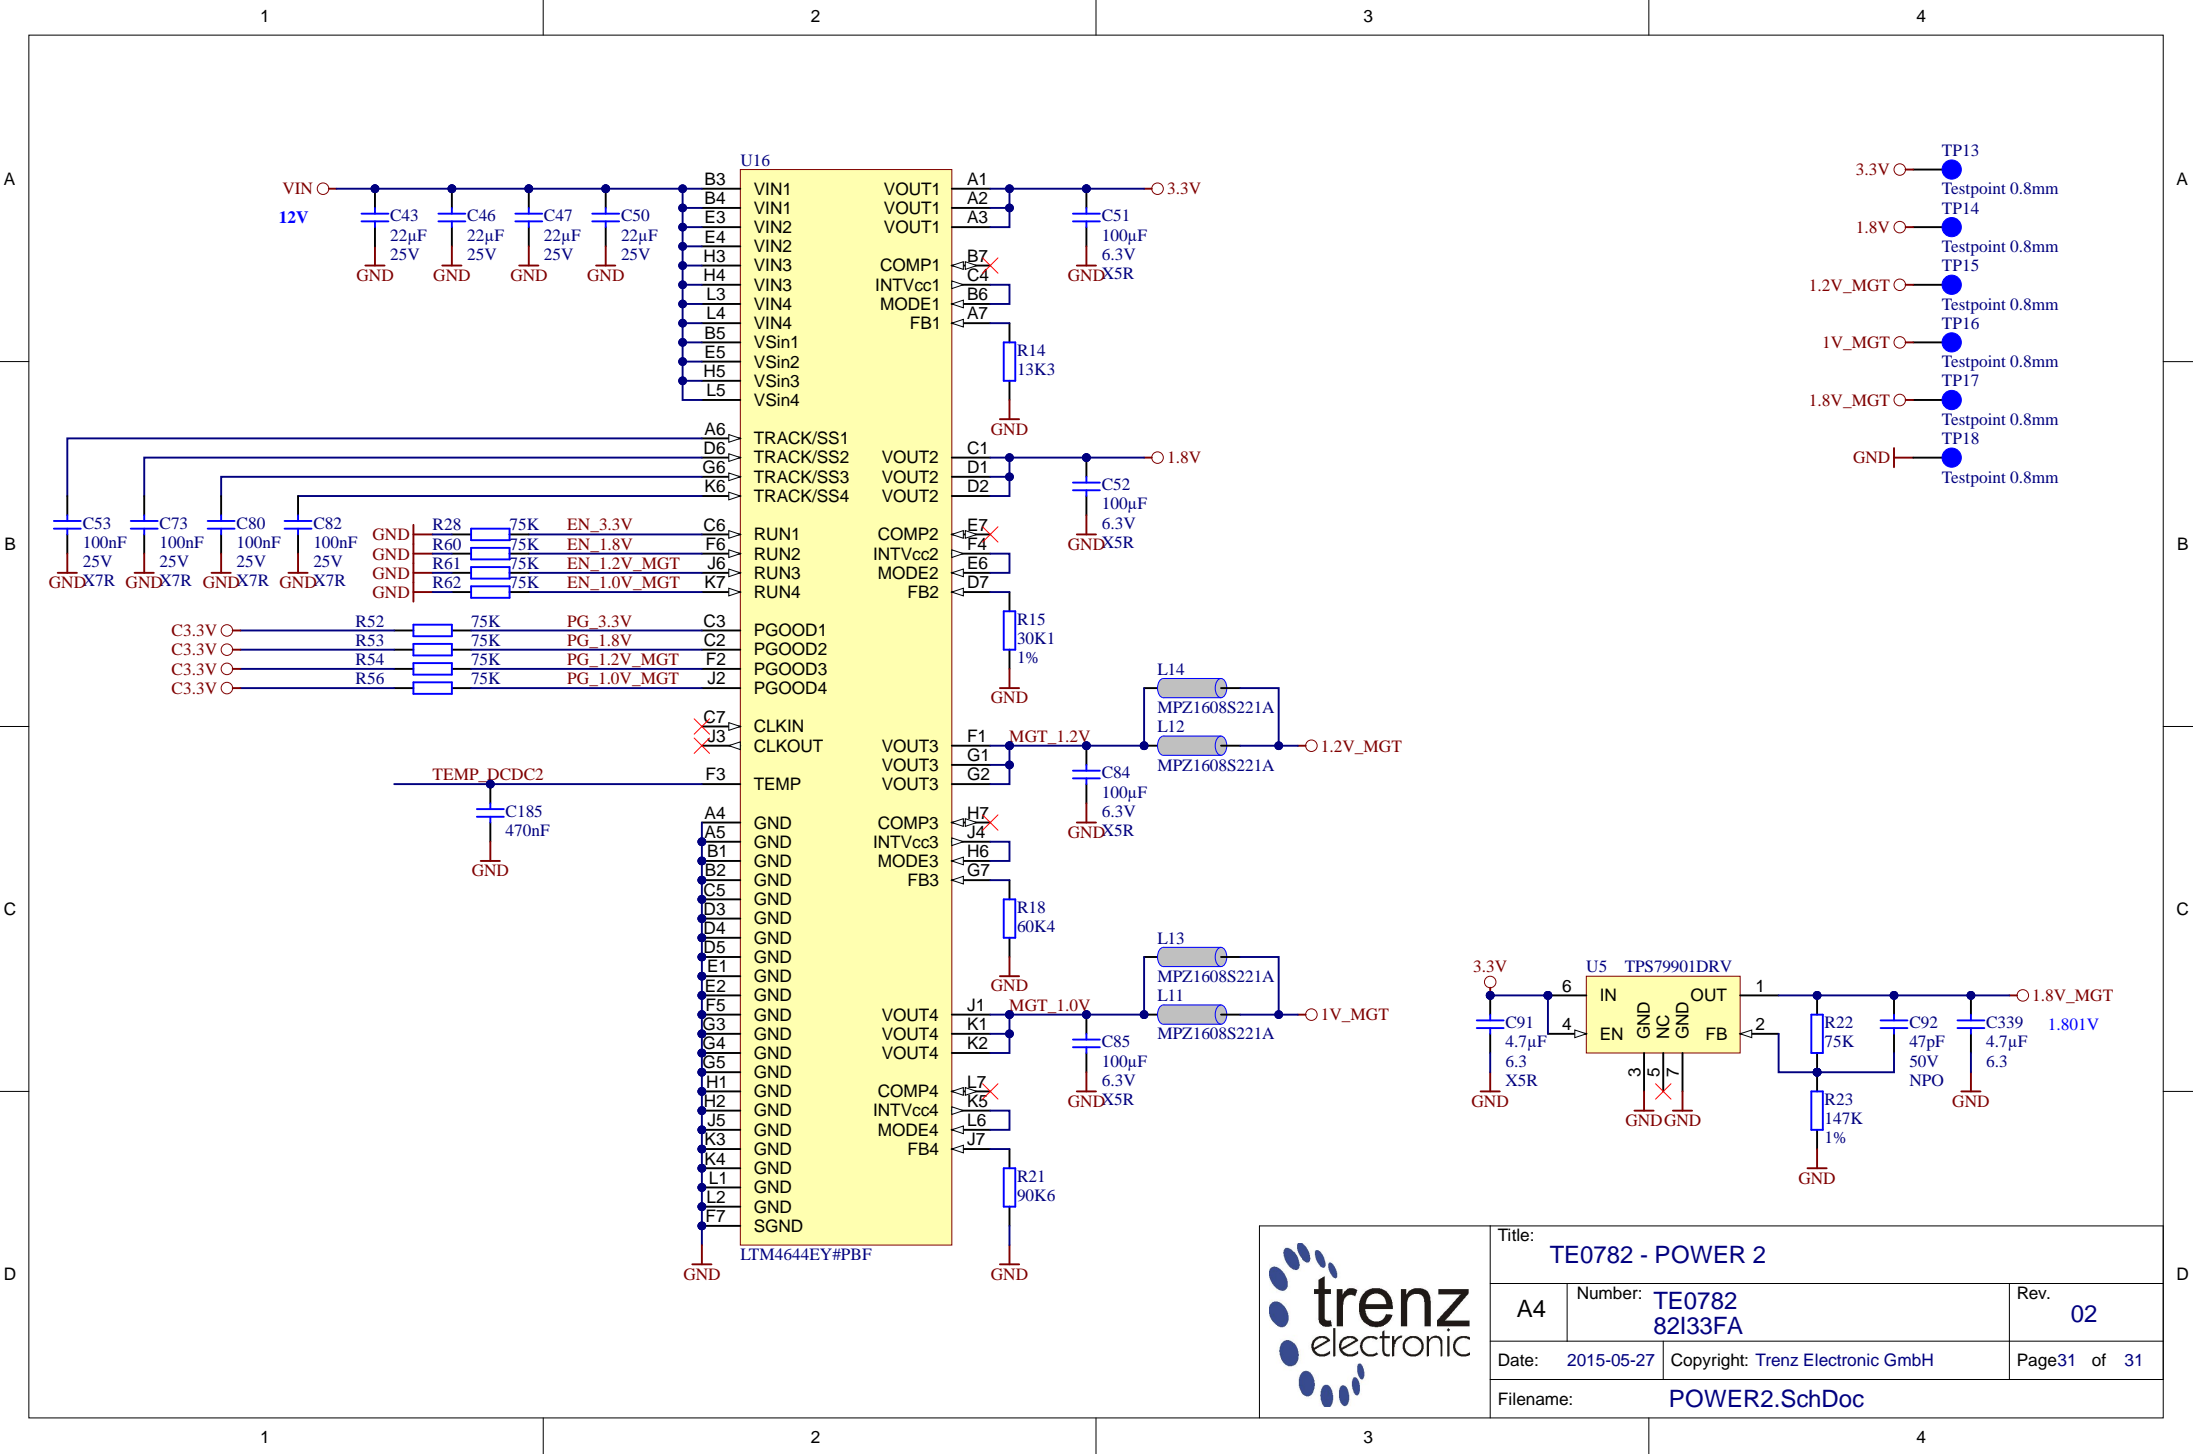 1 2 3 4
A
B
C
D
A
B
C
D
1 2 3 4
U16
LTM4644EY#PBF
VIN
12V
C43
22µF
25V
GND
C46
22µF
25V
GND
C47
22µF
25V
GND
C50
22µF
25V
GND
B3 VIN1
B4 VIN1
E3 VIN2
E4 VIN2
H3 VIN3
H4 VIN3
L3 VIN4
L4 VIN4
B5 VSin1
E5 VSin2
H5 VSin3
L5 VSin4
A6 TRACK/SS1
D6 TRACK/SS2
G6 TRACK/SS3
K6 TRACK/SS4
C53
100nF
25V
X7R
GND
C73
100nF
25V
X7R
GND
C80
100nF
25V
X7R
GND
C82
100nF
25V
X7R
GND
GND R28 75K EN_3.3V C6 RUN1
GND R60 75K EN_1.8V F6 RUN2
GND R61 75K EN_1.2V_MGT J6 RUN3
GND R62 75K EN_1.0V_MGT K7 RUN4
C3.3V R52 75K PG_3.3V C3 PGOOD1
C3.3V R53 75K PG_1.8V C2 PGOOD2
C3.3V R54 75K PG_1.2V_MGT F2 PGOOD3
C3.3V R56 75K PG_1.0V_MGT J2 PGOOD4
C7 CLKIN
J3 CLKOUT
TEMP_DCDC2 F3 TEMP
C185
470nF
GND
A4 GND
A5 GND
B1 GND
B2 GND
C5 GND
D3 GND
D4 GND
D5 GND
E1 GND
E2 GND
F5 GND
G3 GND
G4 GND
G5 GND
H1 GND
H2 GND
J5 GND
K3 GND
K4 GND
L1 GND
L2 GND
F7 SGND
GND
VOUT1 A1 3.3V
VOUT1 A2
VOUT1 A3
C51
100µF
6.3V
X5R
GND
COMP1 B7
INTVcc1 C4
MODE1 B6
FB1 A7
R14
13K3
GND
VOUT2 C1 1.8V
VOUT2 D1
VOUT2 D2
C52
100µF
6.3V
X5R
GND
COMP2 E7
INTVcc2 F4
MODE2 E6
FB2 D7
R15
30K1
1%
GND
L14
MPZ1608S221A
L12
MPZ1608S221A
VOUT3 F1 MGT_1.2V 1.2V_MGT
VOUT3 G1
VOUT3 G2
C84
100µF
6.3V
X5R
GND
COMP3 H7
INTVcc3 J4
MODE3 H6
FB3 G7
R18
60K4
GND
L13
MPZ1608S221A
L11
MPZ1608S221A
VOUT4 J1 MGT_1.0V 1V_MGT
VOUT4 K1
VOUT4 K2
C85
100µF
6.3V
X5R
GND
COMP4 L7
INTVcc4 K5
MODE4 L6
FB4 J7
R21
90K6
GND
TP13
3.3V
Testpoint 0.8mm
TP14
1.8V
Testpoint 0.8mm
TP15
1.2V_MGT
Testpoint 0.8mm
TP16
1V_MGT
Testpoint 0.8mm
TP17
1.8V_MGT
Testpoint 0.8mm
TP18
GND
Testpoint 0.8mm
3.3V
U5 TPS79901DRV
6 IN OUT 1
4 EN GND NC GND FB 2
3 5 7
GND GND
C91
4.7µF
6.3
X5R
GND
R22
75K
C92
47pF
50V
NPO
C339
4.7µF
6.3
GND
1.8V_MGT
1.801V
R23
147K
1%
GND
trenz
electronic
Title:
TE0782 - POWER 2
A4
Number: TE0782
82I33FA
Rev.
02
Date: 2015-05-27
Copyright: Trenz Electronic GmbH
Page31 of 31
Filename: POWER2.SchDoc